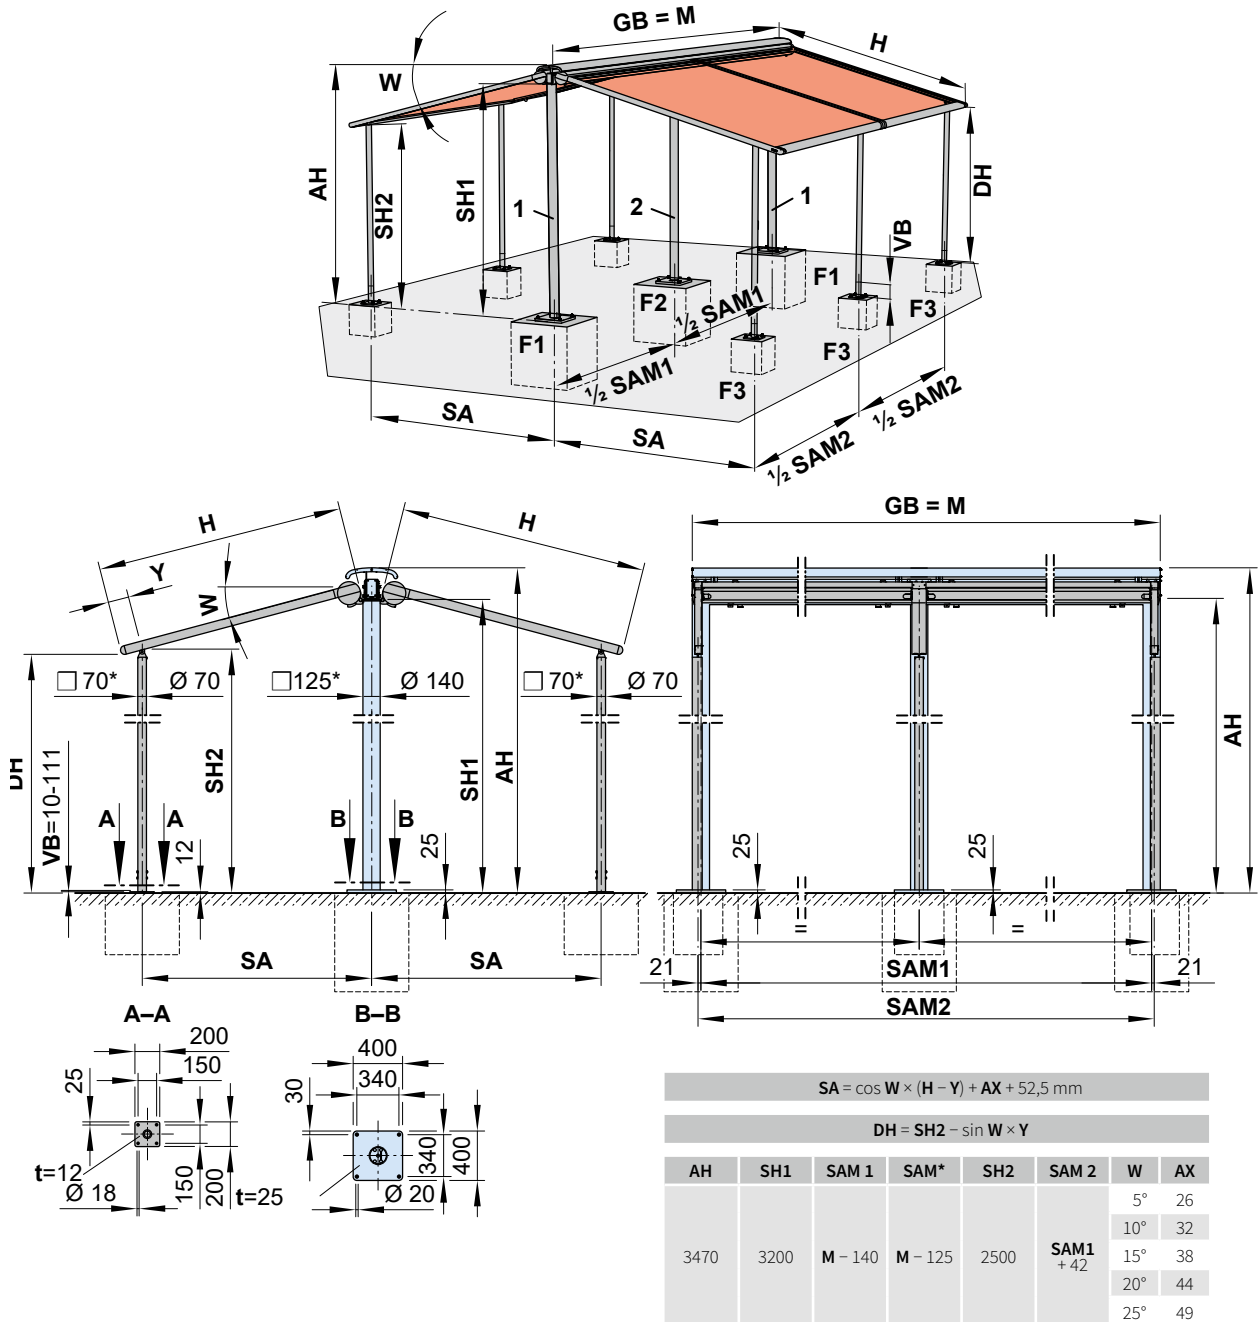 GB = M
H
W
AH
SH2
SH1
1
2
1
DH
VB
F1
F2
F1
F3
F3
F3
½ SAM1
½ SAM1
SA
SA
½ SAM2
½ SAM2
H
H
Y
W
□ 70*
Ø 70
□125*
Ø 140
□ 70*
Ø 70
DH
VB=10-111
A
A
12
SH2
B
B
25
SH1
AH
SA
SA
GB = M
AH
25
25
=
=
SAM1
21
21
SAM2
A–A
200
150
25
t=12
Ø 18
150
200
B–B
400
340
30
340
400
t=25
Ø 20
SA = cos W × (H – Y) + AX + 52,5 mm
DH = SH2 – sin W × Y
AH SH1 SAM 1 SAM* SH2 SAM 2 W AX
3470 3200 M – 140 M – 125 2500 SAM1
+ 42
5° 26
10° 32
15° 38
20° 44
25° 49